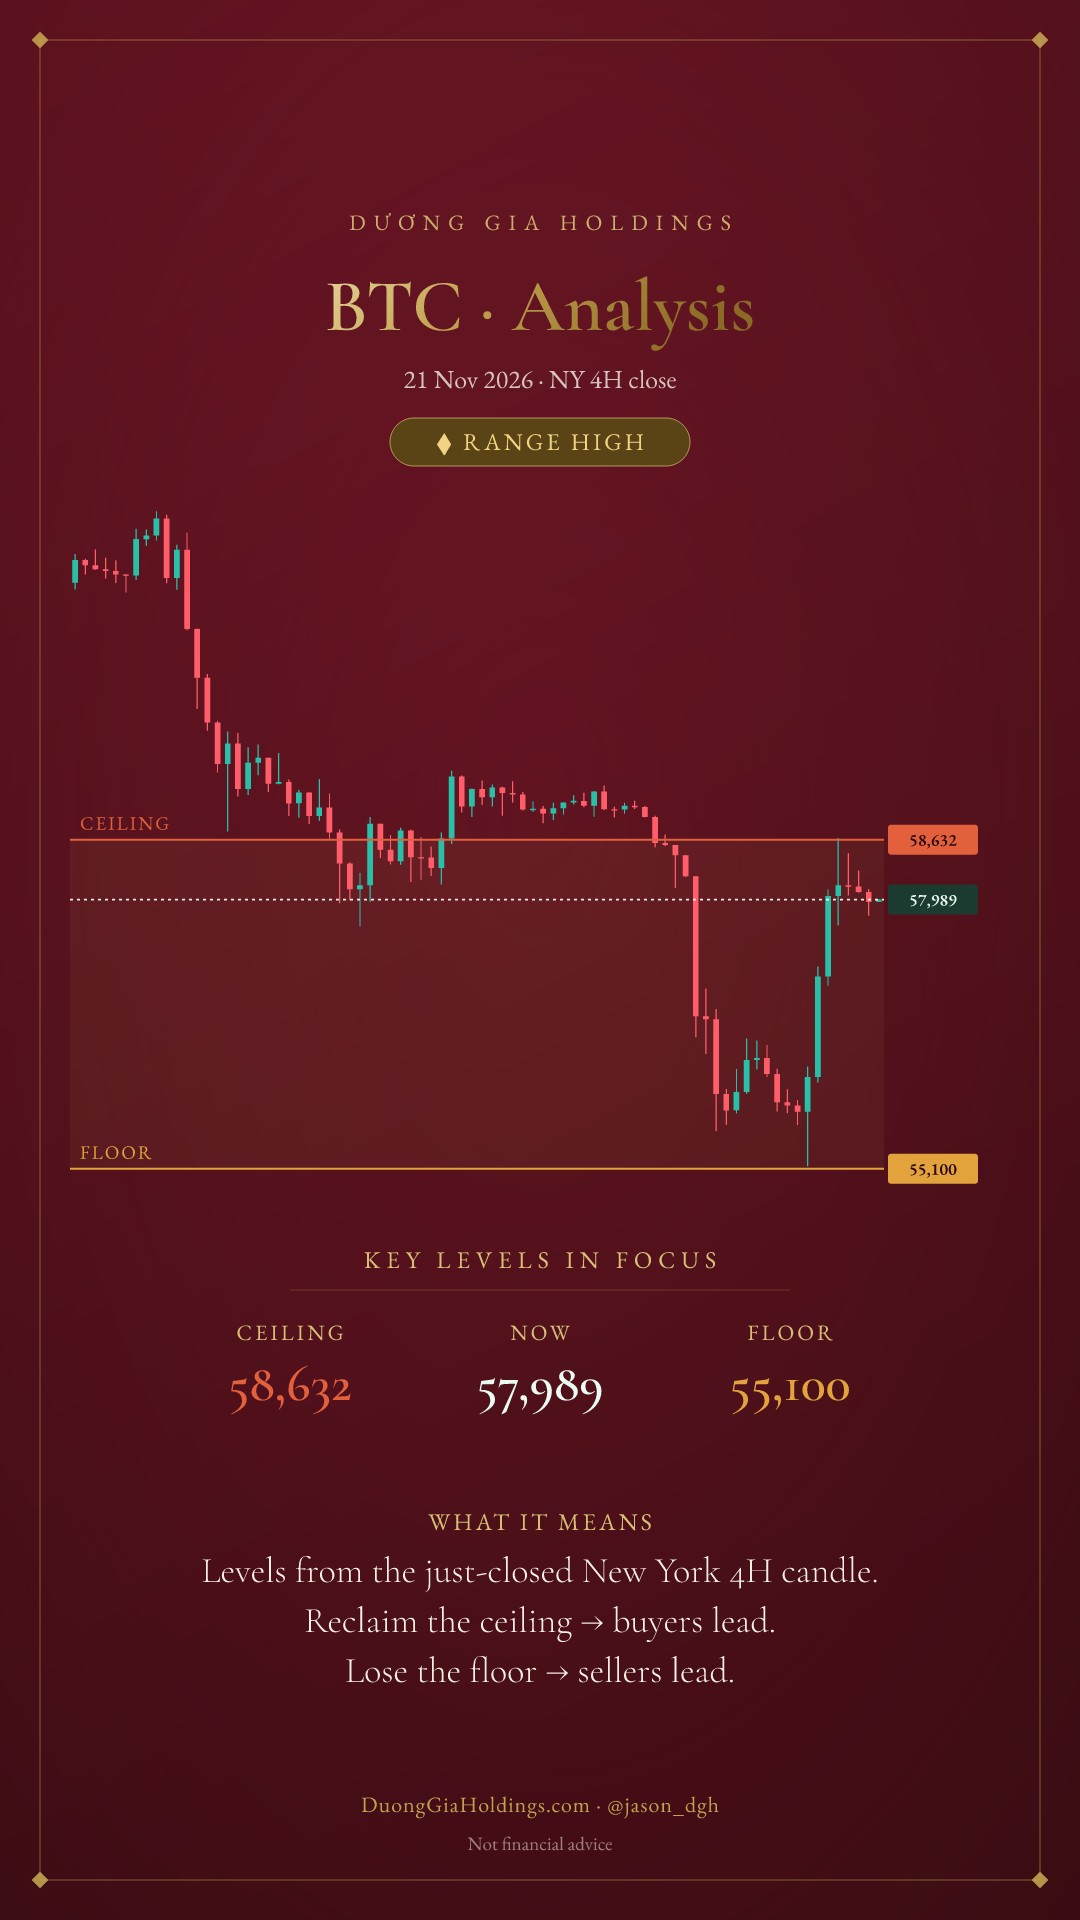 DƯƠNG GIA HOLDINGS
BTC · Analysis
21 Nov 2026 · NY 4H close
♦ RANGE HIGH
CEILING
58,632
57,989
FLOOR
55,100
KEY LEVELS IN FOCUS
CEILING NOW FLOOR
58,632 57,989 55,100
WHAT IT MEANS
Levels from the just-closed New York 4H candle.
Reclaim the ceiling → buyers lead.
Lose the floor → sellers lead.
DuongGiaHoldings.com · @jason_dgh
Not financial advice